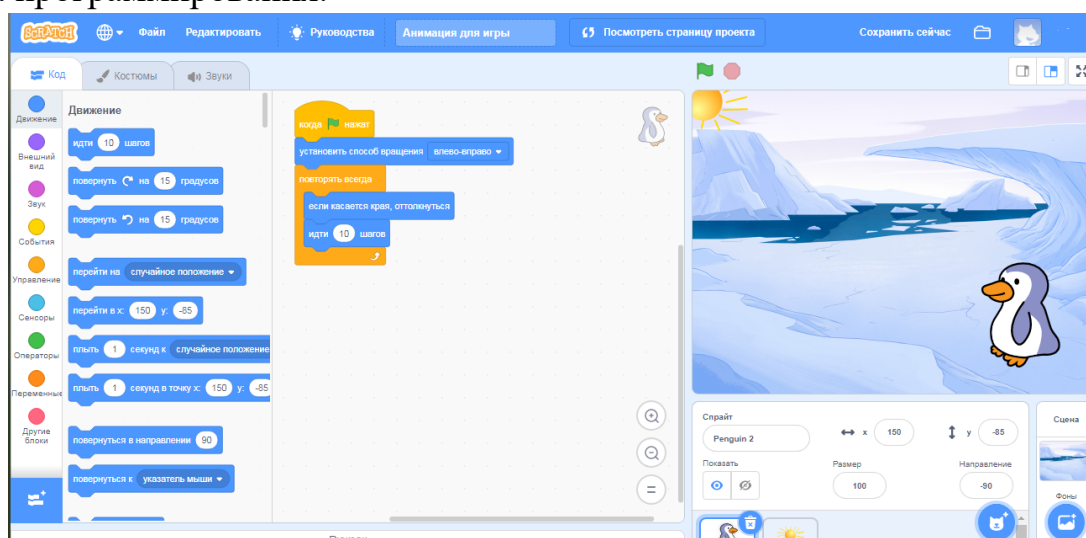 программирования.
SCRATCH Файл Редактировать Руководства Анимация для игры Посмотреть страницу проекта Сохранить сейчас
Код Костюмы Звуки
Движение
Внешний
вид
Звук
События
Управление
Сенсоры
Операторы
Переменные
Другие
блоки
Движение
идти 10 шагов
повернуть на 15 градусов
повернуть на 15 градусов
перейти на случайное положение
перейти в x: 150 y: -85
плыть 1 секунд к случайное положение
плыть 1 секунд в точку x: 150 y: -85
повернуться в направлении 90
повернуться к указатель мыши
когда нажат
установить способ вращения влево-вправо
повторять всегда
если касается края, оттолкнуться
идти 10 шагов
Спрайт
Penguin 2
x 150
y -85
Показать
Размер
100
Направление
-90
Сцена
Фоны